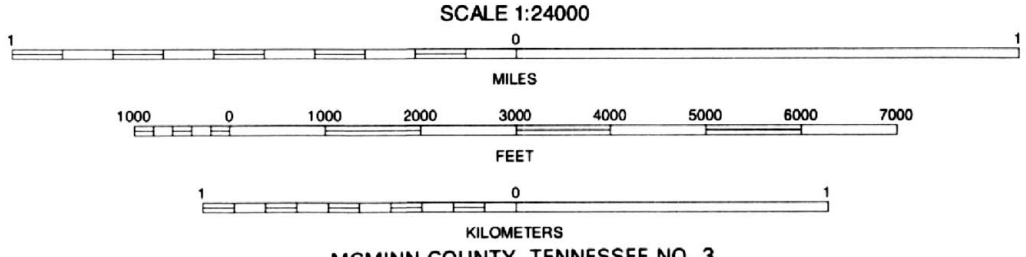 SCALE 1:24000
1 0 1
MILES
1000 0 1000 2000 3000 4000 5000 6000 7000
FEET
1 0 1
KILOMETERS
MCMINN COUNTY, TENNESSEE NO. 3